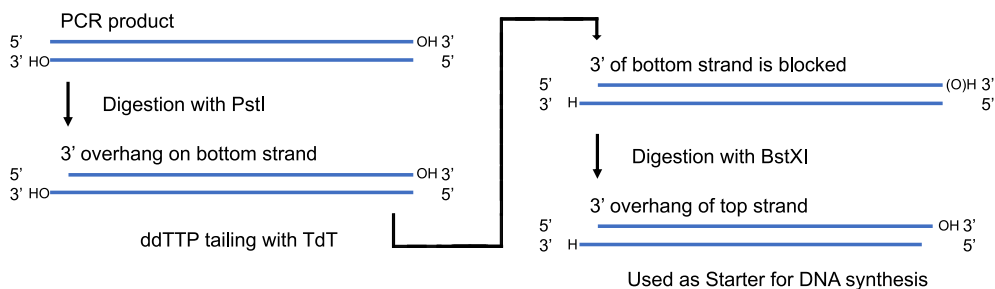 PCR product
5’ OH 3’
3’ HO 5’
Digestion with PstI
3’ overhang on bottom strand
5’ OH 3’
3’ HO 5’
ddTTP tailing with TdT
3’ of bottom strand is blocked
5’ (O)H 3’
3’ H 5’
Digestion with BstXI
3’ overhang of top strand
5’ OH 3’
3’ H 5’
Used as Starter for DNA synthesis